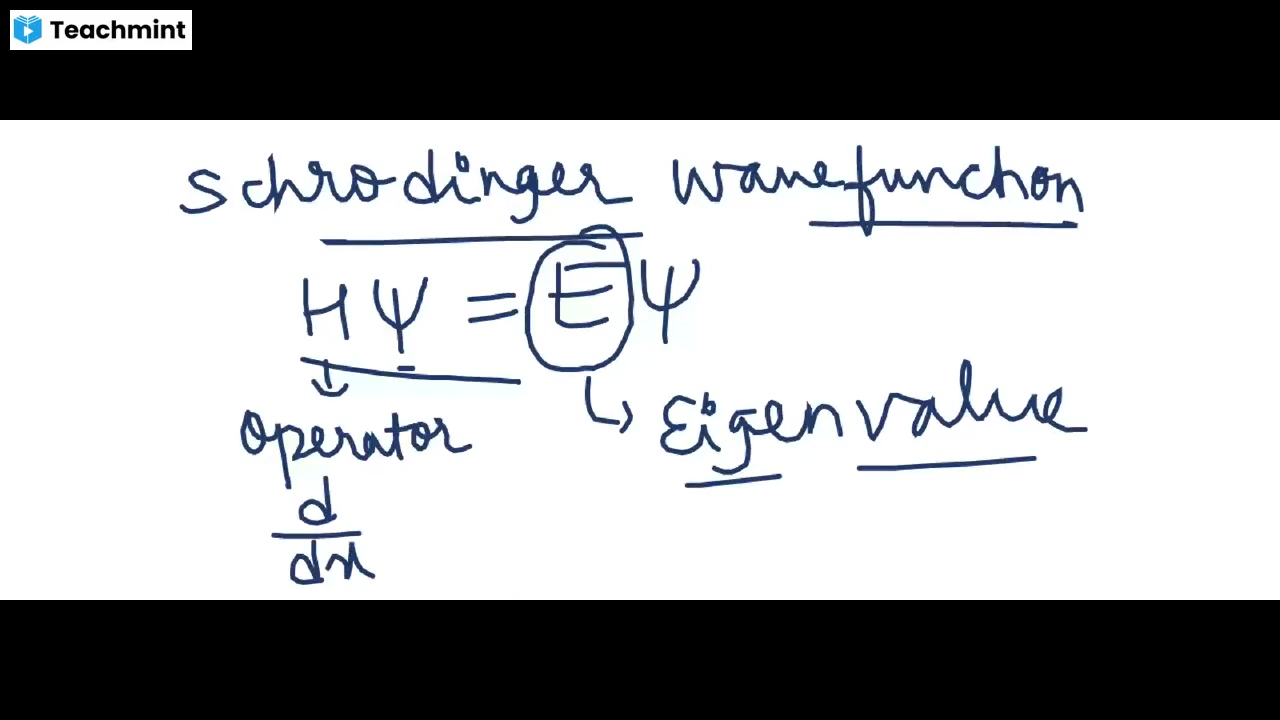 Teachmint
Schrodinger wavefunction
Hψ = Eψ
operator
Eigenvalue
d
dx